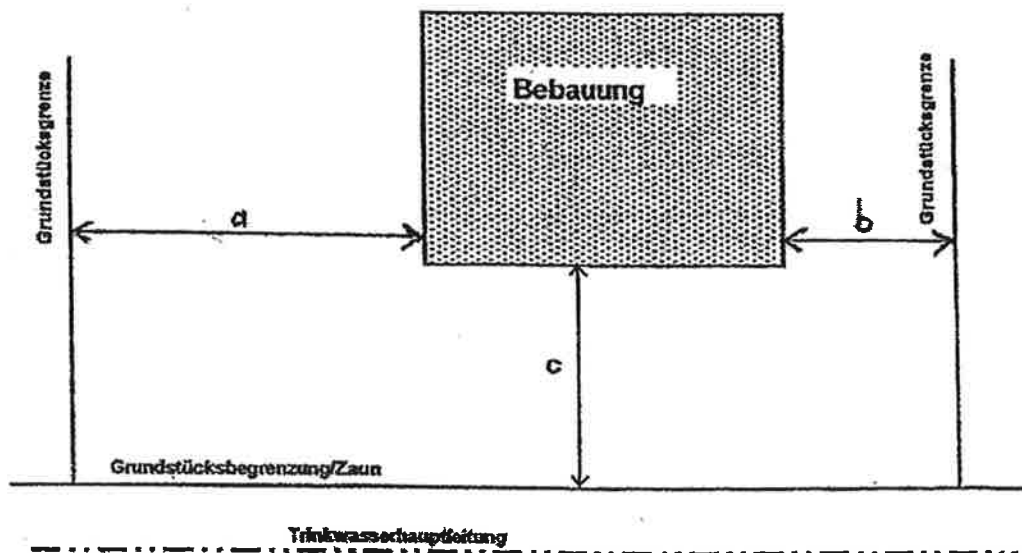 Bebauung
Grundstücksgrenze
Grundstücksgrenze
a
b
c
Grundstücksbegrenzung/Zaun
Trinkwasserhauptleitung